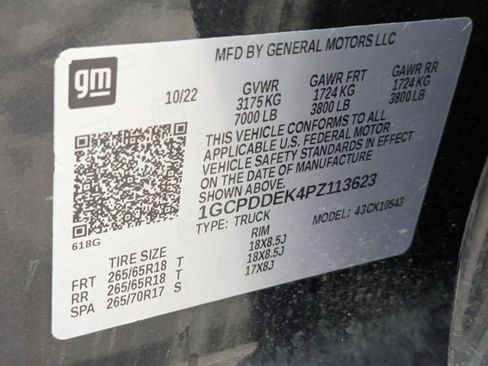 gm
MFD BY GENERAL MOTORS LLC
10/22 GVWR GAWR FRT GAWR RR
3175 KG 1724 KG 1724 KG
7000 LB 3800 LB 3800 LB
THIS VEHICLE CONFORMS TO ALL
APPLICABLE U.S. FEDERAL MOTOR
VEHICLE SAFETY STANDARDS IN EFFECT
ON THE DATE OF MANUFACTURE
SHOWN ABOVE.
1GCPDDEK4PZ113623
TYPE: TRUCK MODEL: 43CK10543
618G
TIRE SIZE RIM
FRT 265/65R18 T 18X8.5J
RR 265/65R18 T 18X8.5J
SPA 265/70R17 S 17X8J